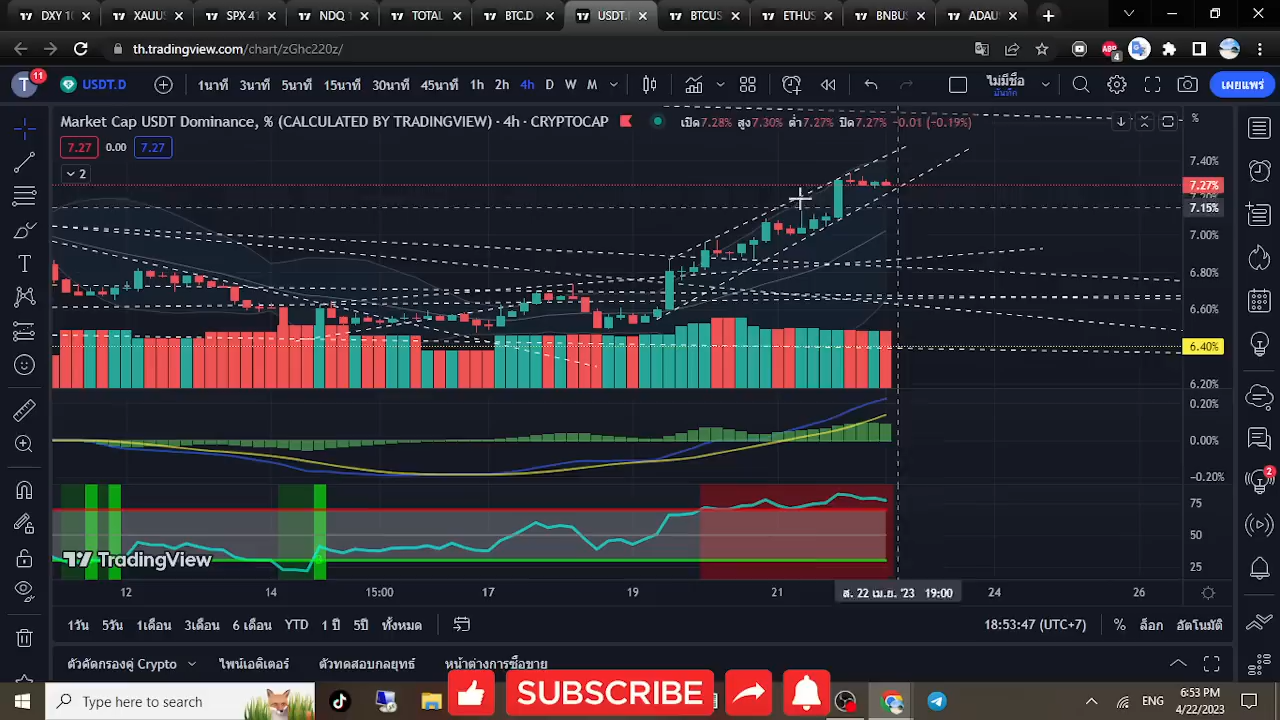 DXY 10
XAUUS
SPX 4
NDQ 1
TOTAL
BTC.D
USDT.
BTCUS
ETHUS
BNBUS
ADAUS
th.tradingview.com/chart/zGhc220z/
T 11 USDT.D 1นาที 3นาที 5นาที 15นาที 30นาที 45นาที 1h 2h 4h D W M ไม่มีชื่อ เผยแพร่
บันทึก
Market Cap USDT Dominance, % (CALCULATED BY TRADINGVIEW) · 4h · CRYPTOCAP เปิด7.28% สูง7.30% ต่ำ7.27% ปิด7.27% −0.01 (−0.19%) %
7.27 0.00 7.27
2
7.40%
7.27%
7.15%
7.00%
6.80%
6.60%
6.40%
6.20%
0.20%
0.00%
−0.20%
75
50
25
TradingView
12 14 15:00 17 19 21 ส. 22 เม.ย. '23 19:00 24 26
1วัน 5วัน 1เดือน 3เดือน 6 เดือน YTD 1 ปี 5ปี ทั้งหมด 18:53:47 (UTC+7) % ล็อก อัตโนมัติ
ตัวคัดกรองคู่ Crypto ไพน์เอดิเตอร์ ตัวทดสอบกลยุทธ์ หน้าต่างการซื้อขาย
SUBSCRIBE
Type here to search
ENG
6:53 PM
4/22/2023